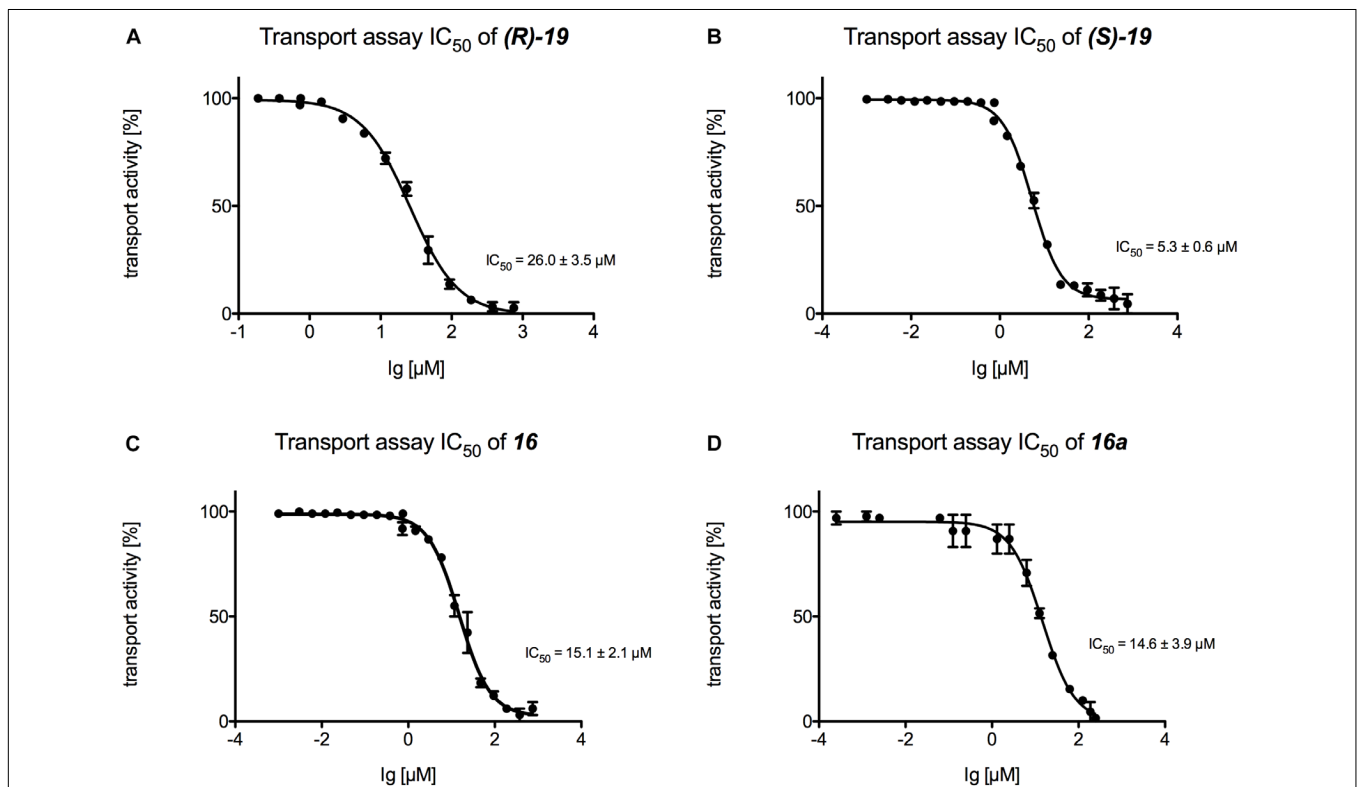 A Transport assay IC50 of (R)-19
100
50
0
transport activity [%]
IC50 = 26.0 ± 3.5 µM
-1 0 1 2 3 4
lg [µM]
B Transport assay IC50 of (S)-19
100
50
0
transport activity [%]
IC50 = 5.3 ± 0.6 µM
-4 -2 0 2 4
lg [µM]
C Transport assay IC50 of 16
100
50
0
transport activity [%]
IC50 = 15.1 ± 2.1 µM
-4 -2 0 2 4
lg [µM]
D Transport assay IC50 of 16a
100
50
0
transport activity [%]
IC50 = 14.6 ± 3.9 µM
-4 -2 0 2 4
lg [µM]